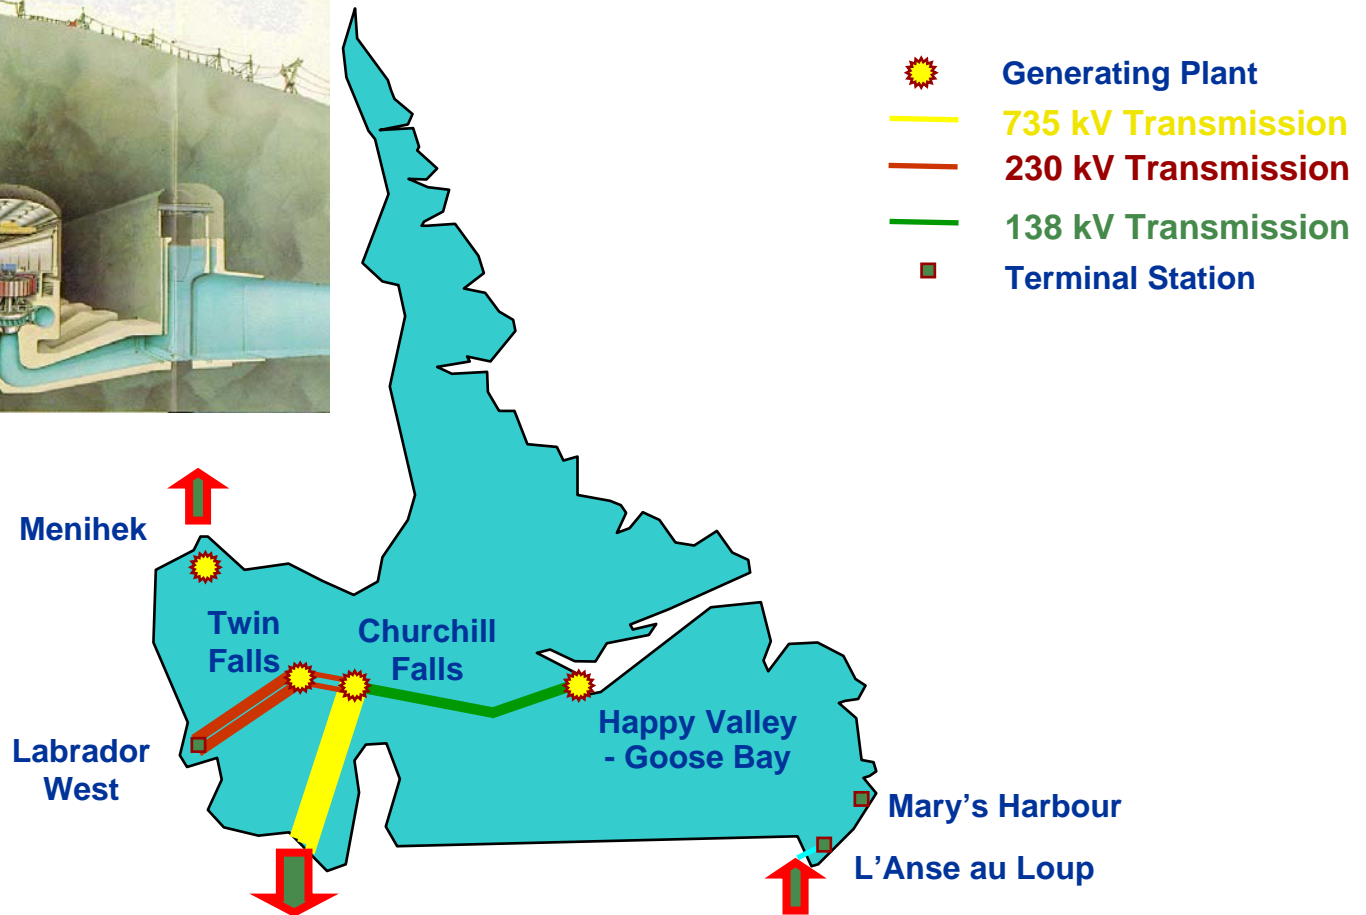 Generating Plant
735 kV Transmission
230 kV Transmission
138 kV Transmission
Terminal Station
Menihek
Twin
Falls
Churchill
Falls
Happy Valley
- Goose Bay
Labrador
West
Mary’s Harbour
L’Anse au Loup